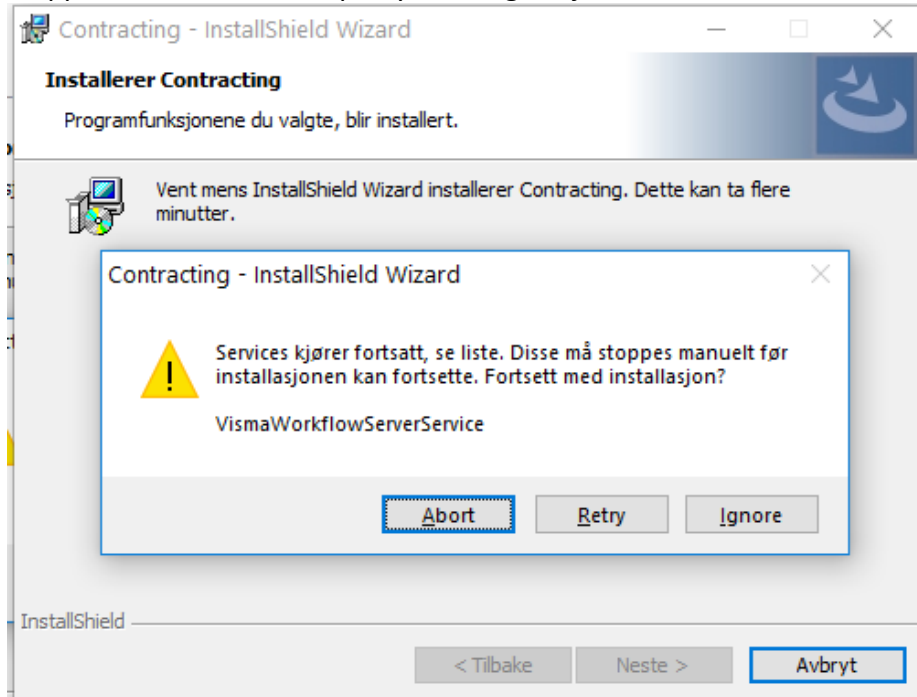 Contracting - InstallShield Wizard
Installerer Contracting
Programfunksjonene du valgte, blir installert.
Vent mens InstallShield Wizard installerer Contracting. Dette kan ta flere
minutter.
Contracting - InstallShield Wizard
Services kjører fortsatt, se liste. Disse må stoppes manuelt før
installasjonen kan fortsette. Fortsett med installasjon?
VismaWorkflowServerService
Abort Retry Ignore
InstallShield
< Tilbake Neste > Avbryt